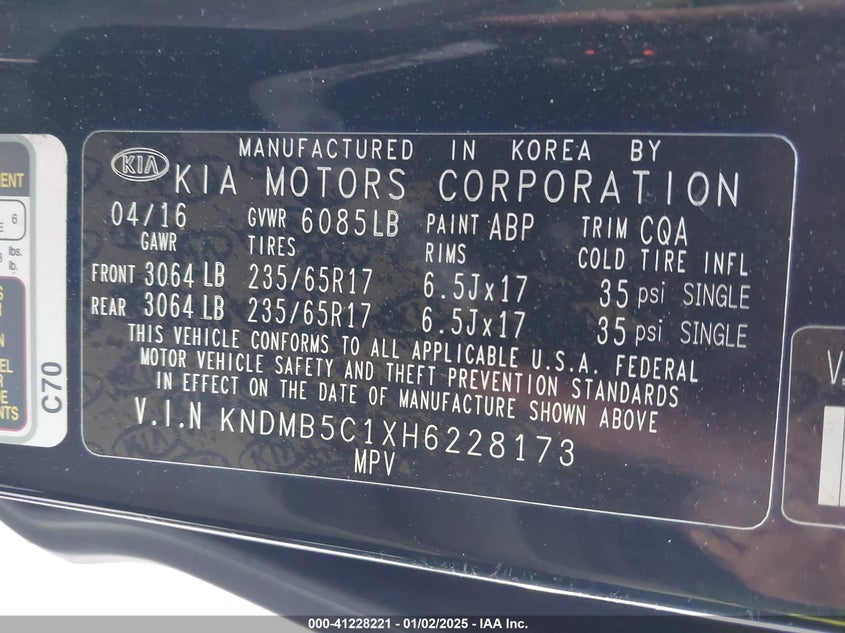 MANUFACTURED IN KOREA BY
KIA KIA MOTORS CORPORATION
04/16 GVWR 6085LB PAINT ABP TRIM CQA
GAWR TIRES RIMS COLD TIRE INFL
FRONT 3064 LB 235/65R17 6.5Jx17 35 psi SINGLE
REAR 3064 LB 235/65R17 6.5Jx17 35 psi SINGLE
THIS VEHICLE CONFORMS TO ALL APPLICABLE U.S.A. FEDERAL
MOTOR VEHICLE SAFETY AND THEFT PREVENTION STANDARDS
IN EFFECT ON THE DATE OF MANUFACTURE SHOWN ABOVE
V.I.N KNDMB5C1XH6228173
MPV
C70
6
lbs.
lb.
000-41228221 - 01/02/2025 - IAA Inc.